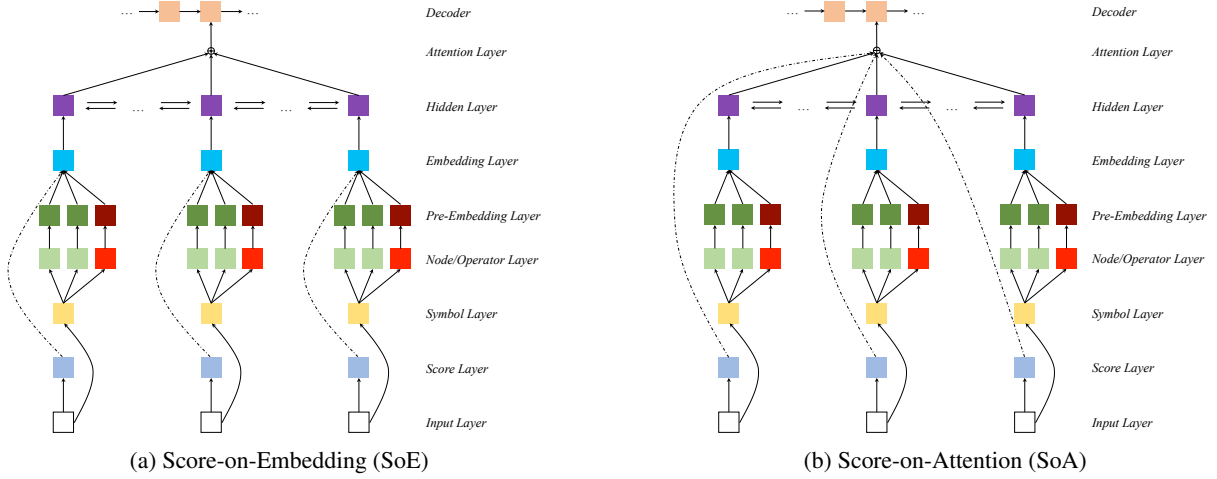 Decoder
Attention Layer
Hidden Layer
Embedding Layer
Pre-Embedding Layer
Node/Operator Layer
Symbol Layer
Score Layer
Input Layer
(a) Score-on-Embedding (SoE)
Decoder
Attention Layer
Hidden Layer
Embedding Layer
Pre-Embedding Layer
Node/Operator Layer
Symbol Layer
Score Layer
Input Layer
(b) Score-on-Attention (SoA)